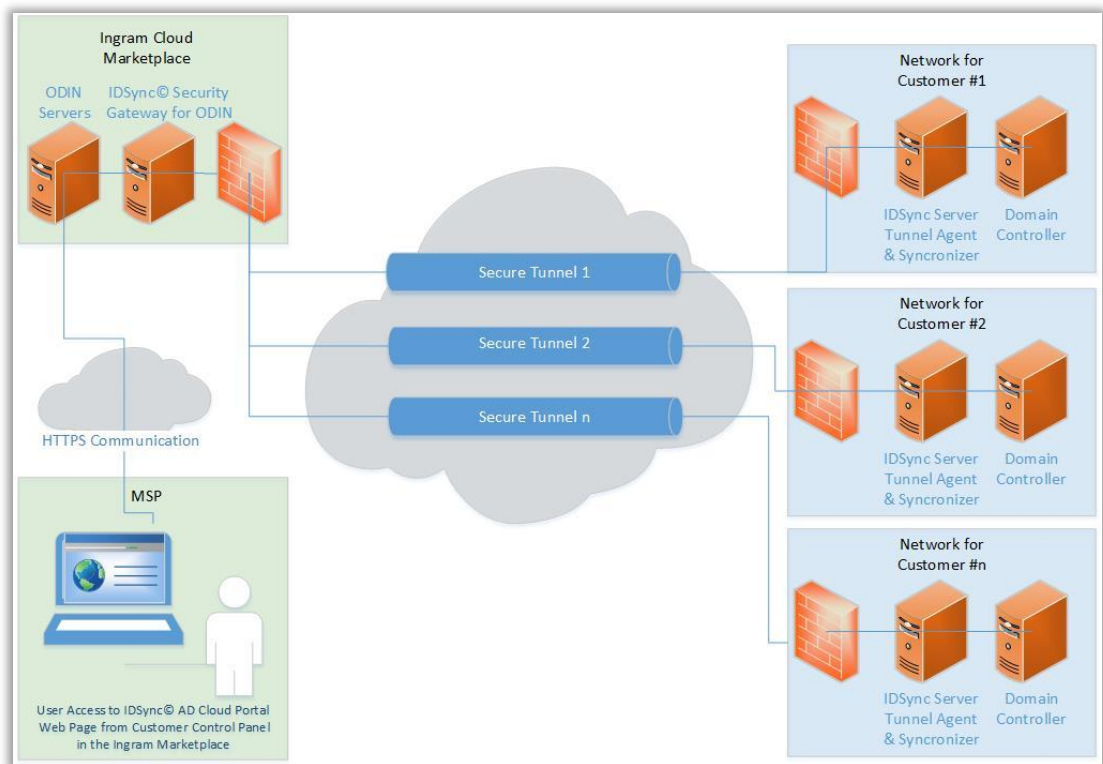 Ingram Cloud
Marketplace
ODIN
Servers
IDSync© Security
Gateway for ODIN
HTTPS Communication
MSP
User Access to IDSync© AD Cloud Portal
Web Page from Customer Control Panel
in the Ingram Marketplace
Secure Tunnel 1
Secure Tunnel 2
Secure Tunnel n
Network for
Customer #1
IDSync Server
Tunnel Agent
& Syncronizer
Domain
Controller
Network for
Customer #2
IDSync Server
Tunnel Agent
& Syncronizer
Domain
Controller
Network for
Customer #n
IDSync Server
Tunnel Agent
& Syncronizer
Domain
Controller